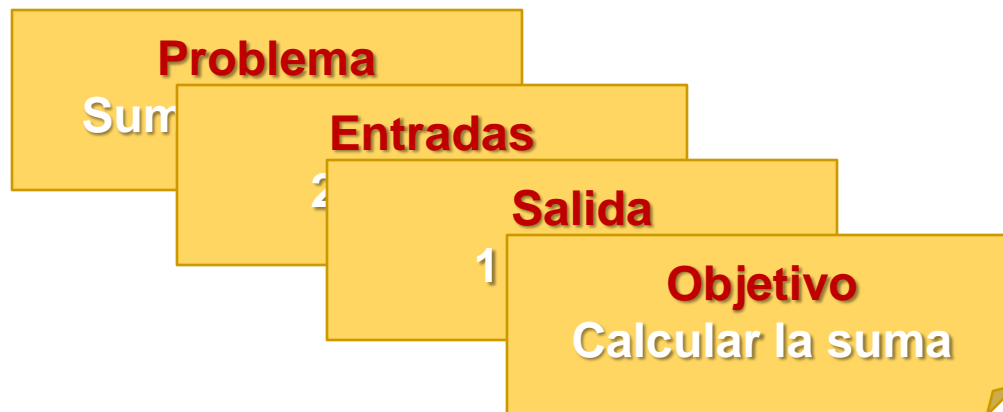 Problema
Sum
Entradas
2
Salida
1
Objetivo
Calcular la suma